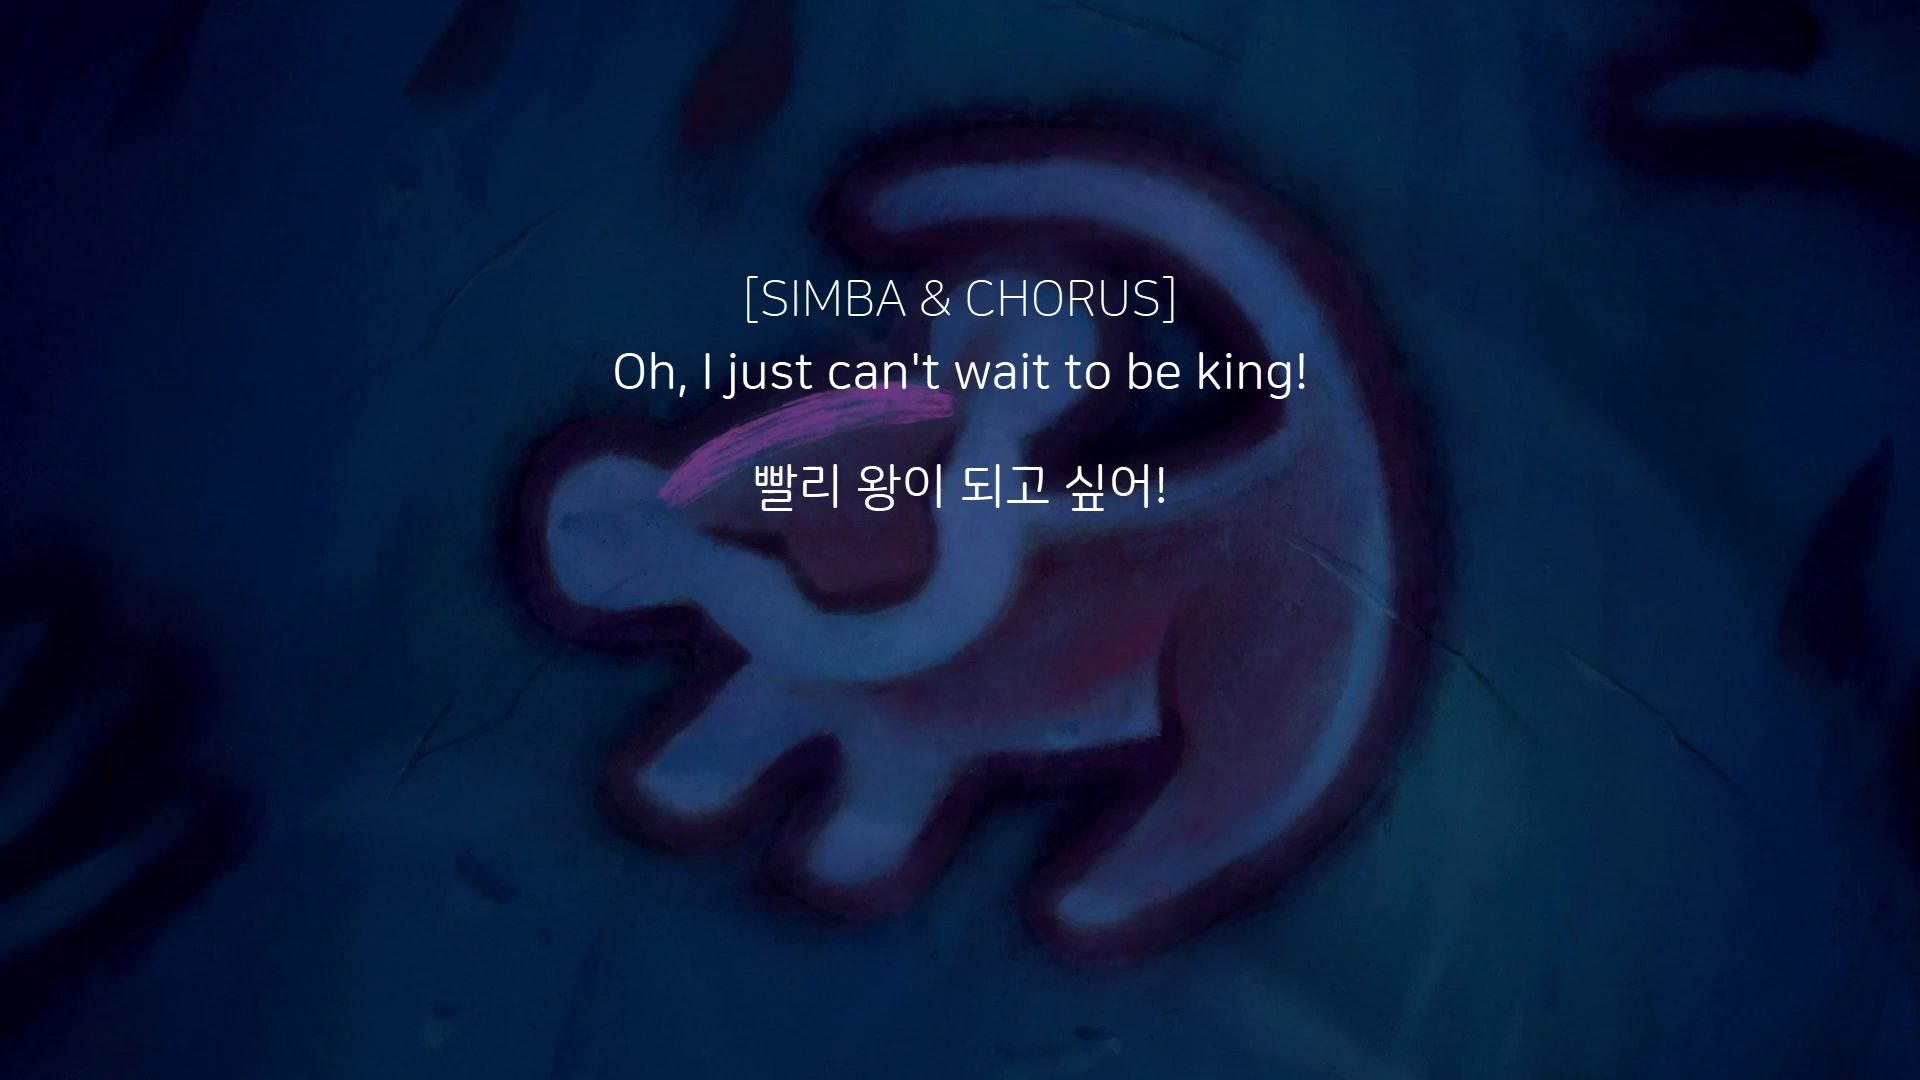 [SIMBA & CHORUS]
Oh, I just can't wait to be king!
빨리 왕이 되고 싶어!